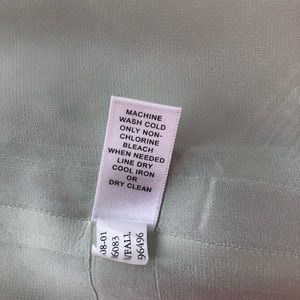 MACHINE
WASH COLD
ONLY NON-
CHLORINE
BLEACH
WHEN NEEDED
LINE DRY
COOL IRON
OR
DRY CLEAN
08-01
6083
/FALL
96496